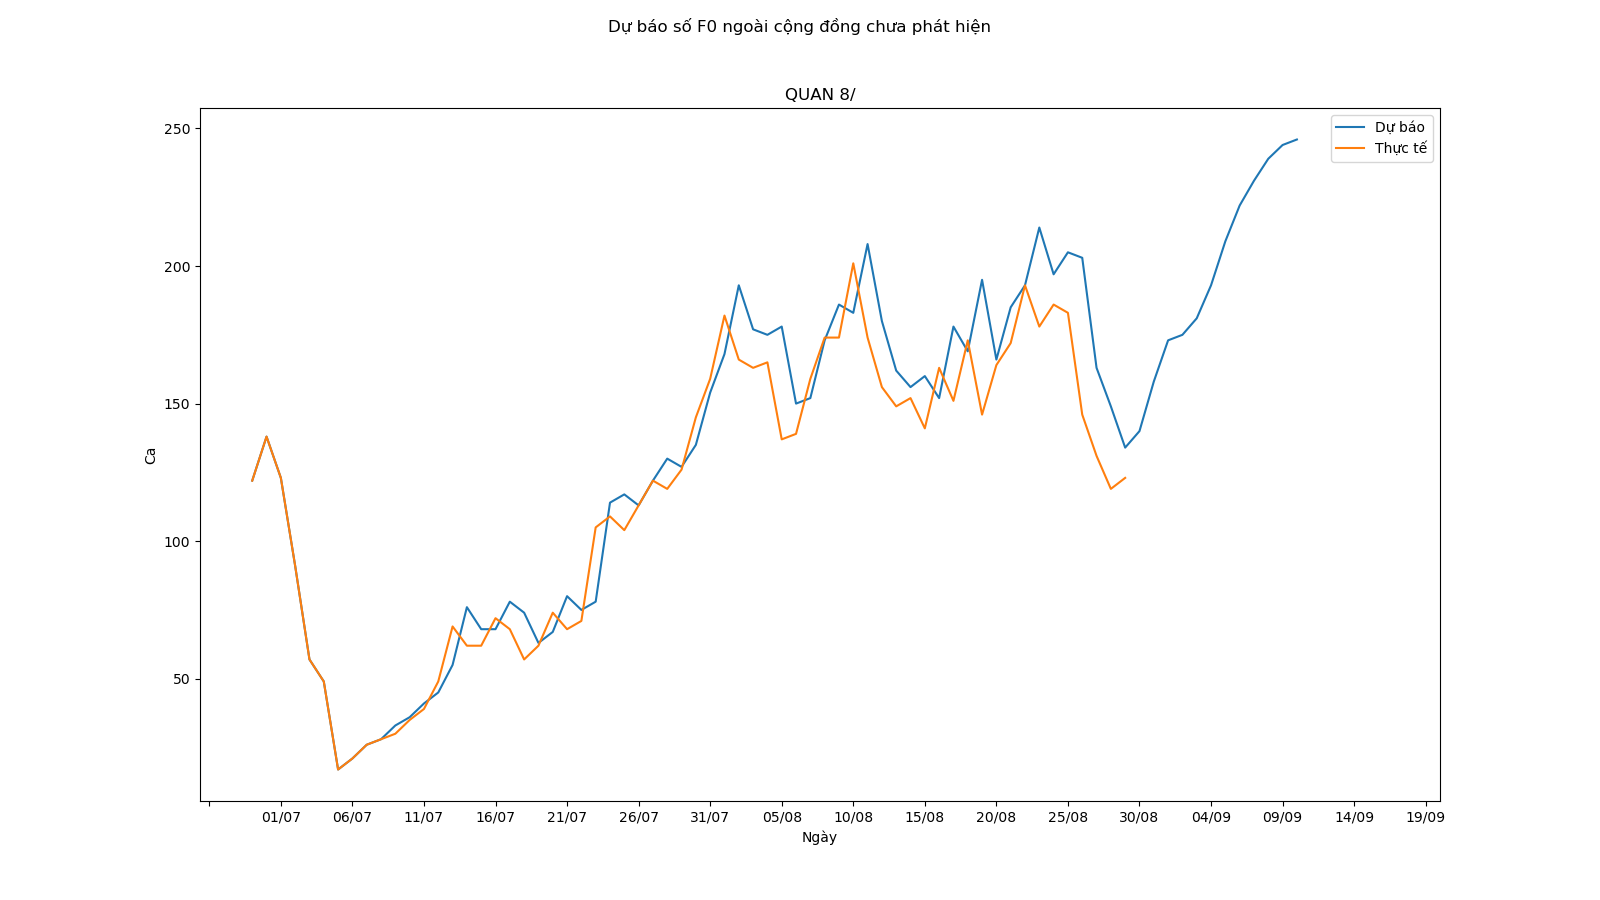 Dự báo số F0 ngoài cộng đồng chưa phát hiện
QUAN 8/
Dự báo
Thực tế
250
200
150
100
50
Ca
01/07 06/07 11/07 16/07 21/07 26/07 31/07 05/08 10/08 15/08 20/08 25/08 30/08 04/09 09/09 14/09 19/09
Ngày